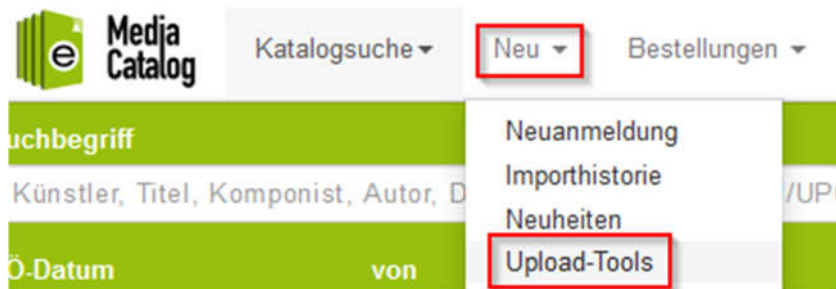 e Media Catalog
Katalogsuche Neu Bestellungen
uchbegriff
Künstler, Titel, Komponist, Autor, D /UP
Ö-Datum von
Neuanmeldung
Importhistorie
Neuheiten
Upload-Tools